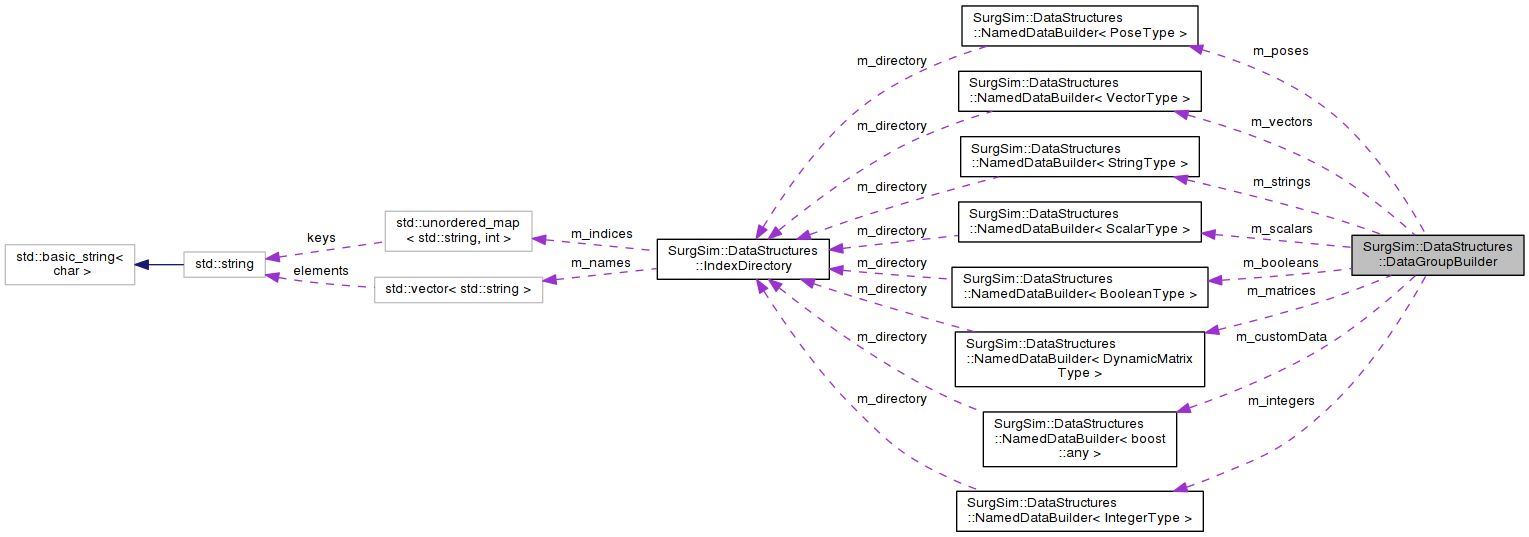 std::basic_string<
char >
std::string
keys
elements
std::unordered_map
< std::string, int >
std::vector< std::string >
m_indices
m_names
SurgSim::DataStructures
::IndexDirectory
m_directory
m_directory
m_directory
m_directory
m_directory
m_directory
m_directory
m_directory
SurgSim::DataStructures
::NamedDataBuilder< PoseType >
SurgSim::DataStructures
::NamedDataBuilder< VectorType >
SurgSim::DataStructures
::NamedDataBuilder< StringType >
SurgSim::DataStructures
::NamedDataBuilder< ScalarType >
SurgSim::DataStructures
::NamedDataBuilder< BooleanType >
SurgSim::DataStructures
::NamedDataBuilder< DynamicMatrix
Type >
SurgSim::DataStructures
::NamedDataBuilder< boost
::any >
SurgSim::DataStructures
::NamedDataBuilder< IntegerType >
m_poses
m_vectors
m_strings
m_scalars
m_booleans
m_matrices
m_customData
m_integers
SurgSim::DataStructures
::DataGroupBuilder